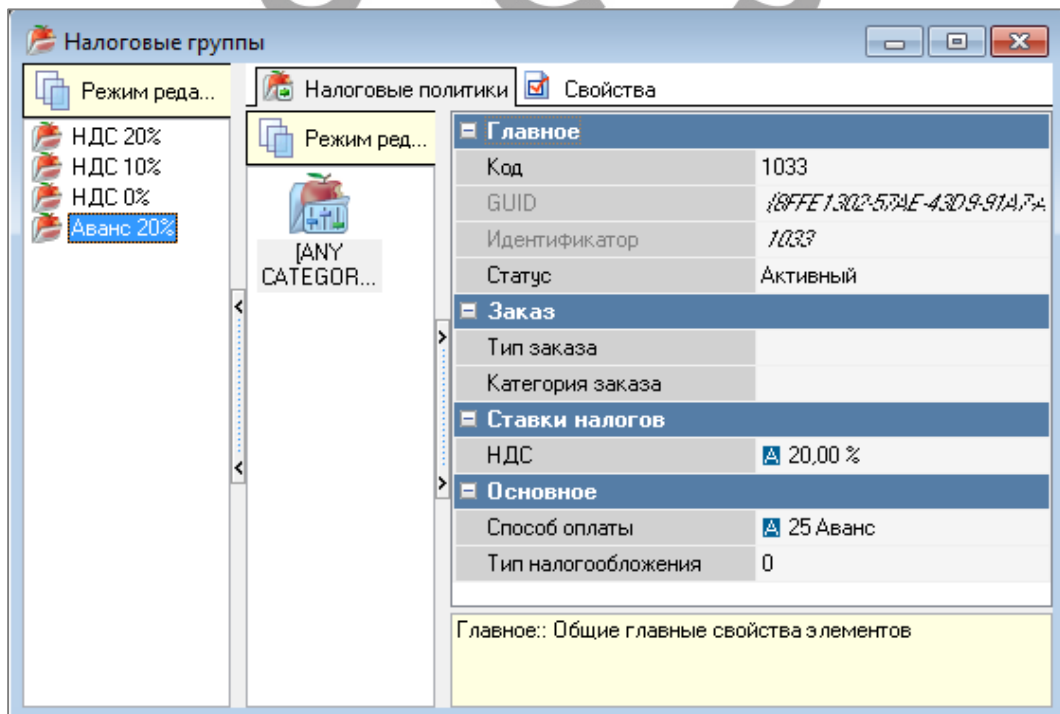 Налоговые группы
Режим реда...
НДС 20%
НДС 10%
НДС 0%
Аванс 20%
Налоговые политики
Свойства
Режим ред...
[ANY
CATEGOR...
Главное
Код 1033
GUID {8FFE1302-57AE-43D9-91A7-A
Идентификатор 1033
Статус Активный
Заказ
Тип заказа
Категория заказа
Ставки налогов
НДС A 20,00 %
Основное
Способ оплаты A 25 Аванс
Тип налогообложения 0
Главное:: Общие главные свойства элементов